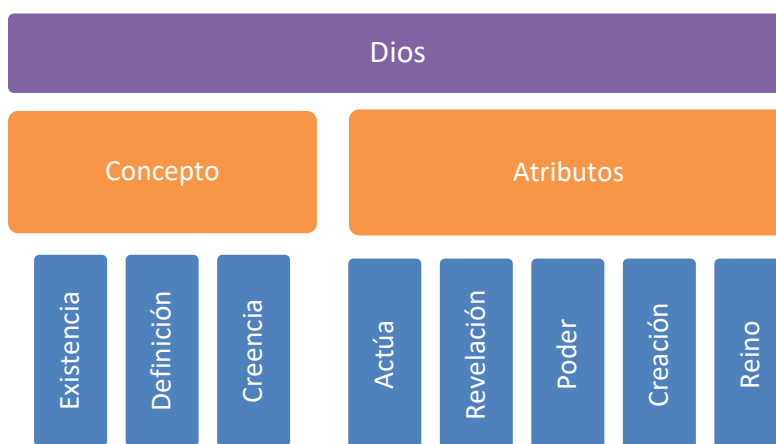 Dios
Concepto
Atributos
Existencia
Definición
Creencia
Actúa
Revelación
Poder
Creación
Reino